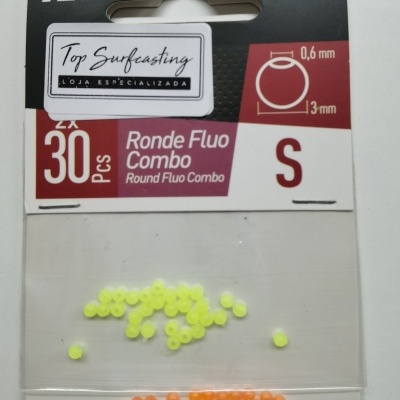 Top Surfcasting
LOJA ESPECIALIZADA
0,6 mm
3 mm
2x
30 Pcs
Ronde Fluo
Combo
Round Fluo Combo
S